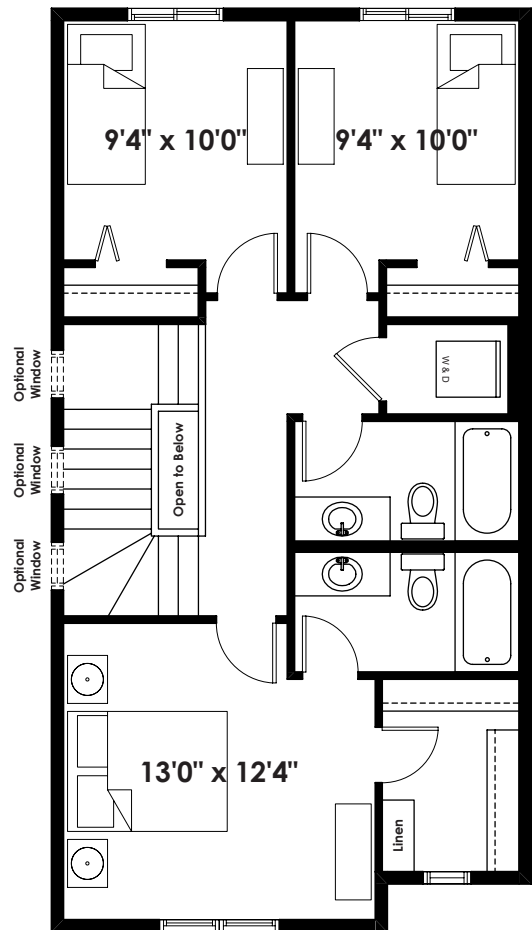 9'4" x 10'0"
9'4" x 10'0"
W & D
Optional
Window
Optional
Window
Optional
Window
Open to Below
13'0" x 12'4"
Linen